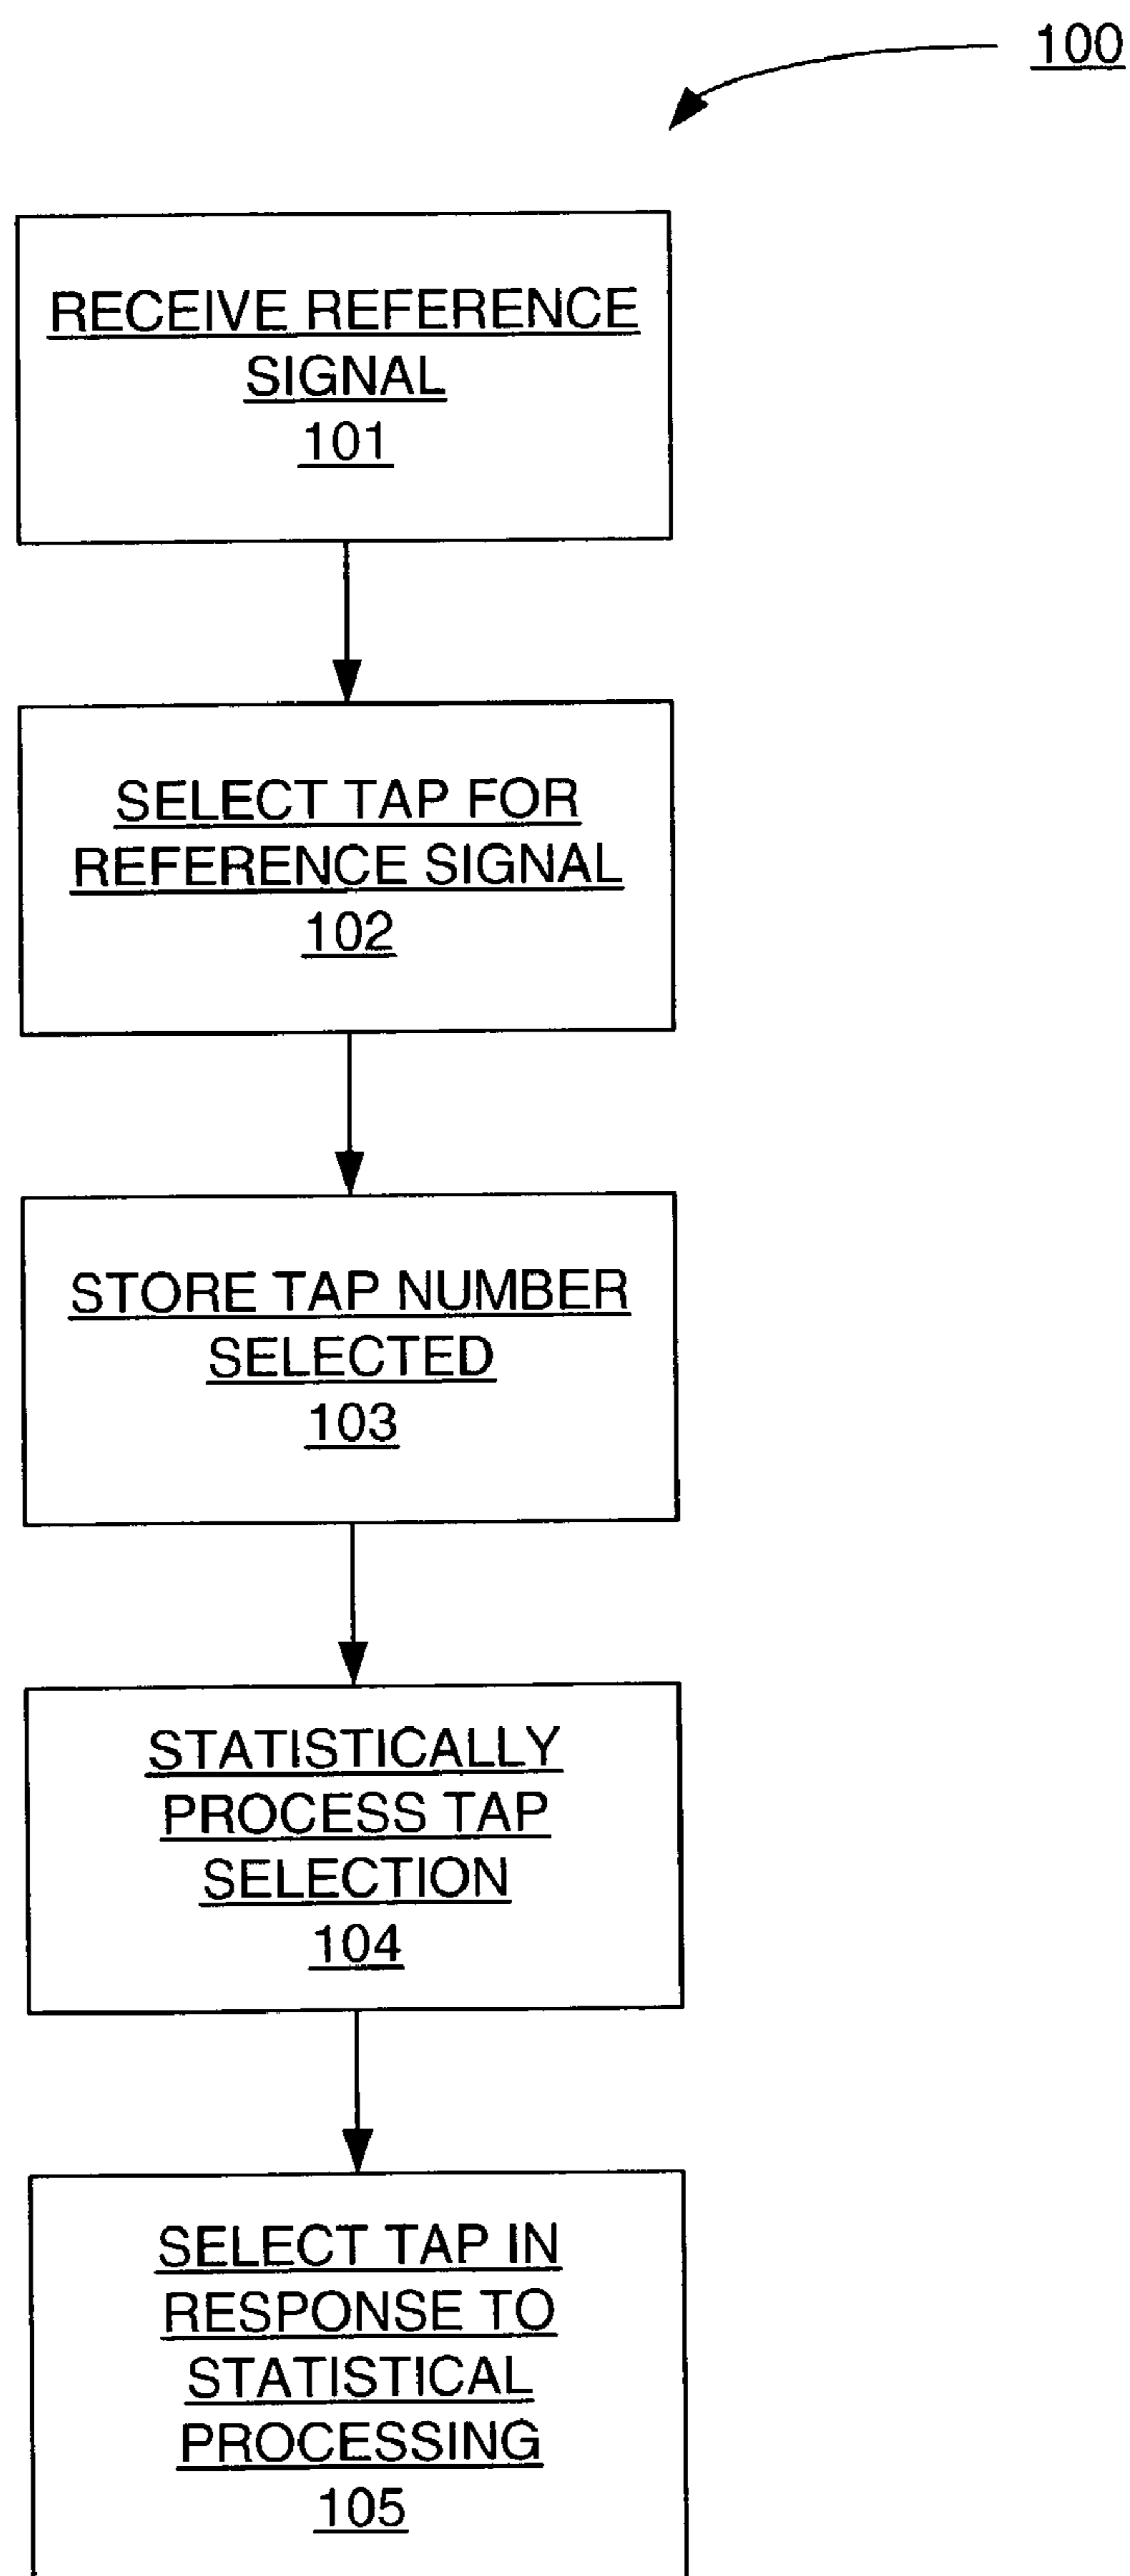 100
RECEIVE REFERENCE
SIGNAL
101
SELECT TAP FOR
REFERENCE SIGNAL
102
STORE TAP NUMBER
SELECTED
103
STATISTICALLY
PROCESS TAP
SELECTION
104
SELECT TAP IN
RESPONSE TO
STATISTICAL
PROCESSING
105